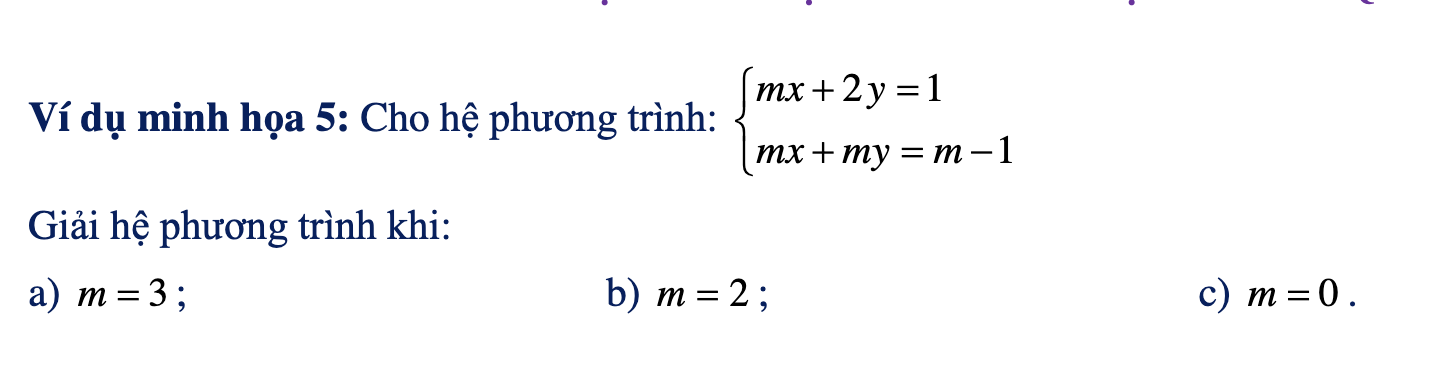 Ví dụ minh họa 5: Cho hệ phương trình: { mx + 2y = 1
mx + my = m − 1
Giải hệ phương trình khi:
a) m = 3 ; b) m = 2 ; c) m = 0 .